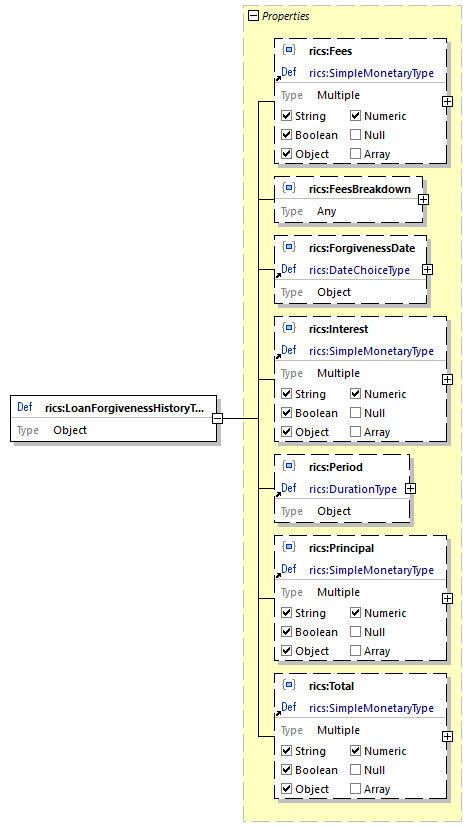 Properties
rics:Fees
Def rics:SimpleMonetaryType
Type Multiple
String Numeric
Boolean Null
Object Array
rics:FeesBreakdown
Type Any
rics:ForgivenessDate
Def rics:DateChoiceType
Type Object
rics:Interest
Def rics:SimpleMonetaryType
Type Multiple
String Numeric
Boolean Null
Object Array
Def rics:LoanForgivenessHistoryT...
Type Object
rics:Period
Def rics:DurationType
Type Object
rics:Principal
Def rics:SimpleMonetaryType
Type Multiple
String Numeric
Boolean Null
Object Array
rics:Total
Def rics:SimpleMonetaryType
Type Multiple
String Numeric
Boolean Null
Object Array